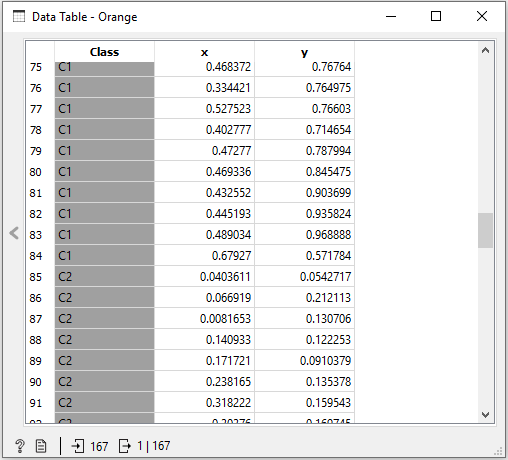 Data Table - Orange
Class x y
75 C1 0.468372 0.76764
76 C1 0.334421 0.764975
77 C1 0.527523 0.76603
78 C1 0.402777 0.714654
79 C1 0.47277 0.787994
80 C1 0.469336 0.845475
81 C1 0.432552 0.903699
82 C1 0.445193 0.935824
83 C1 0.489034 0.968888
84 C1 0.67927 0.571784
85 C2 0.0403611 0.0542717
86 C2 0.066919 0.212113
87 C2 0.0081653 0.130706
88 C2 0.140933 0.122253
89 C2 0.171721 0.0910379
90 C2 0.238165 0.135378
91 C2 0.318222 0.159543
? 167 1 | 167